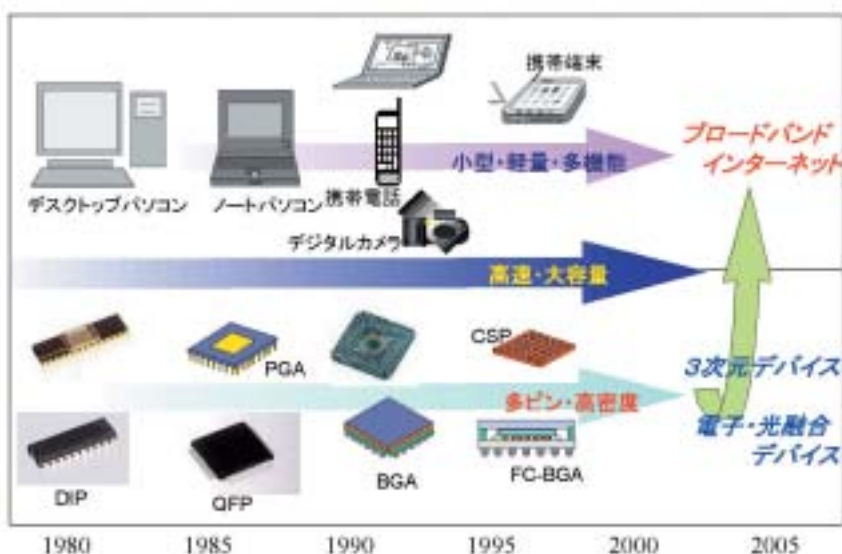 携帯端末
ブロードバンド
インターネット
小型・軽量・多機能
デスクトップパソコン
ノートパソコン
携帯電話
デジタルカメラ
高速・大容量
PGA
CSP
3次元デバイス
多ピン・高密度
電子・光融合
デバイス
DIP
QFP
BGA
FC-BGA
1980 1985 1990 1995 2000 2005